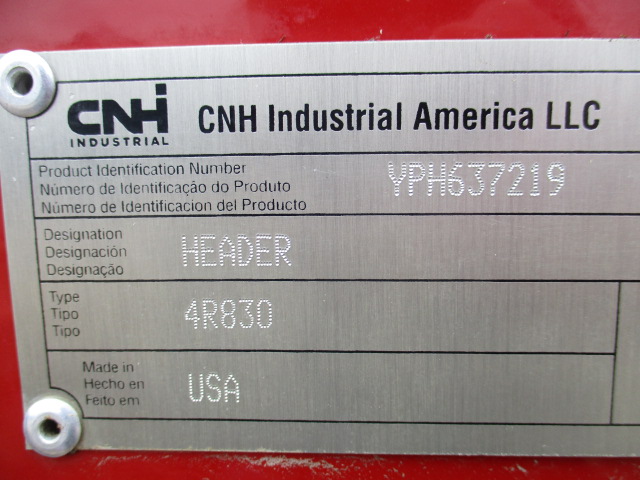 CNH
INDUSTRIAL
CNH Industrial America LLC
Product Identification Number
Número de Identificação do Produto
Número de Identificacion del Producto
YPH637219
Designation
Designación
Designação
HEADER
Type
Tipo
Tipo
4R830
Made in
Hecho en
Feito em
USA